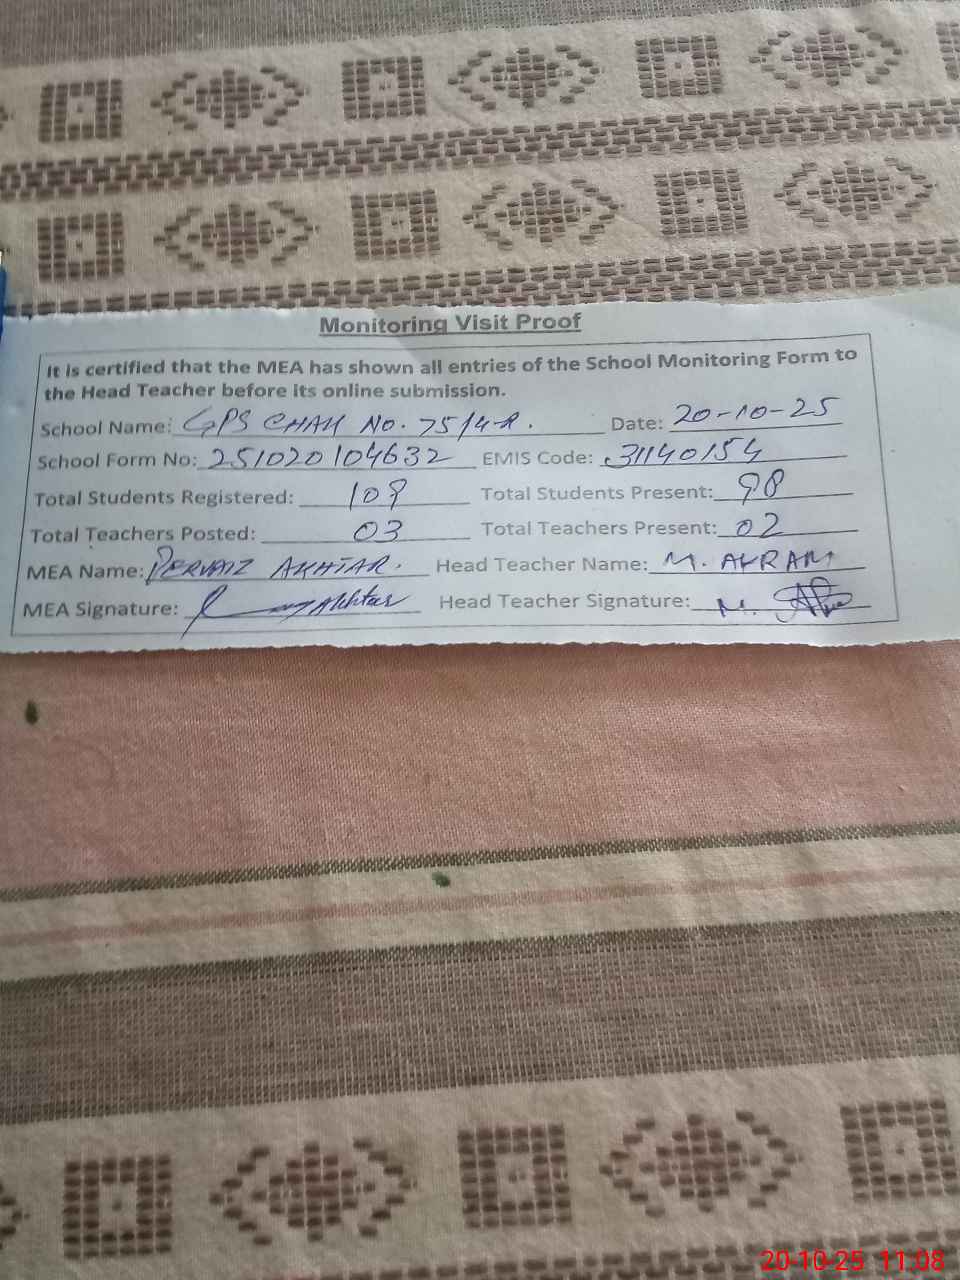 Monitoring Visit Proof
It is certified that the MEA has shown all entries of the School Monitoring Form to
the Head Teacher before its online submission.
School Name: GPS CHAK NO. 75/4-R. Date: 20-10-25
School Form No: 251020104632 EMIS Code: 31140154
Total Students Registered: 109 Total Students Present: 98
Total Teachers Posted: 03 Total Teachers Present: 02
MEA Name: PERVAIZ AKHTAR. Head Teacher Name: M. AKRAM
MEA Signature: Akhtar Head Teacher Signature: M.
20-10-25 11:08